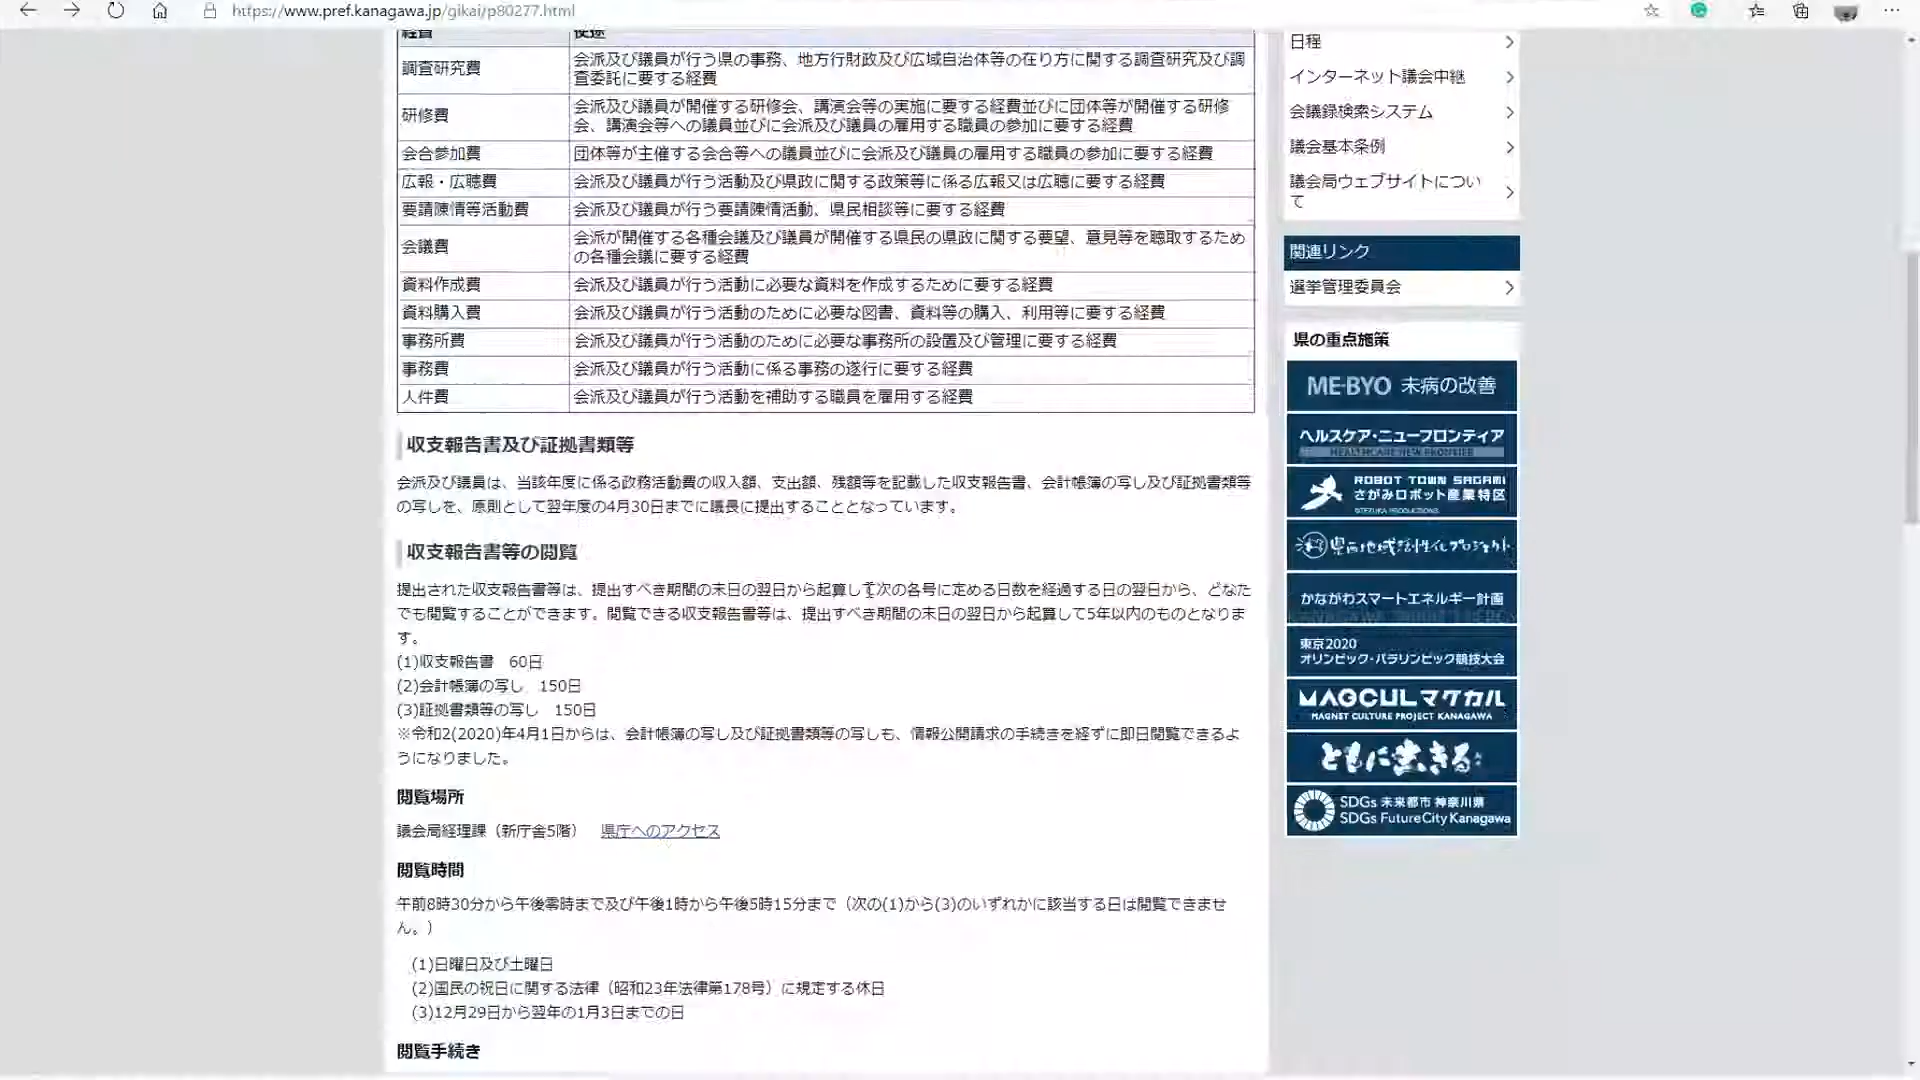 https://www.pref.kanagawa.jp/gikai/p80277.html
経費 使途
調査研究費 会派及び議員が行う県の事務、地方行財政及び広域自治体等の在り方に関する調査研究及び調
査委託に要する経費
研修費 会派及び議員が開催する研修会、講演会等の実施に要する経費並びに団体等が開催する研修
会、講演会等への議員並びに会派及び議員の雇用する職員の参加に要する経費
会合参加費 団体等が主催する会合等への議員並びに会派及び議員の雇用する職員の参加に要する経費
広報・広聴費 会派及び議員が行う活動及び県政に関する政策等に係る広報又は広聴に要する経費
要請陳情等活動費 会派及び議員が行う要請陳情活動、県民相談等に要する経費
会議費 会派が開催する各種会議及び議員が開催する県民の県政に関する要望、意見等を聴取するため
の各種会議に要する経費
資料作成費 会派及び議員が行う活動に必要な資料を作成するために要する経費
資料購入費 会派及び議員が行う活動のために必要な図書、資料等の購入、利用等に要する経費
事務所費 会派及び議員が行う活動のために必要な事務所の設置及び管理に要する経費
事務費 会派及び議員が行う活動に係る事務の遂行に要する経費
人件費 会派及び議員が行う活動を補助する職員を雇用する経費
収支報告書及び証拠書類等
会派及び議員は、当該年度に係る政務活動費の収入額、支出額、残額等を記載した収支報告書、会計帳簿の写し及び証拠書類等
の写しを、原則として翌年度の4月30日までに議長に提出することとなっています。
収支報告書等の閲覧
提出された収支報告書等は、提出すべき期間の末日の翌日から起算して次の各号に定める日数を経過する日の翌日から、どなた
でも閲覧することができます。閲覧できる収支報告書等は、提出すべき期間の末日の翌日から起算して5年以内のものとなりま
す。
(1)収支報告書　60日
(2)会計帳簿の写し　150日
(3)証拠書類等の写し　150日
※令和2(2020)年4月1日からは、会計帳簿の写し及び証拠書類等の写しも、情報公開請求の手続きを経ずに即日閲覧できるよ
うになりました。
閲覧場所
議会局経理課（新庁舎5階）　県庁へのアクセス
閲覧時間
午前8時30分から午後零時まで及び午後1時から午後5時15分まで（次の(1)から(3)のいずれかに該当する日は閲覧できませ
ん。）
(1)日曜日及び土曜日
(2)国民の祝日に関する法律（昭和23年法律第178号）に規定する休日
(3)12月29日から翌年の1月3日までの日
閲覧手続き
日程
インターネット議会中継
会議録検索システム
議会基本条例
議会局ウェブサイトについ
て
関連リンク
選挙管理委員会
県の重点施策
ME-BYO 未病の改善
ヘルスケア・ニューフロンティア
HEALTHCARE NEW FRONTIER
ROBOT TOWN SAGAMI
さがみロボット産業特区
©TEZUKA PRODUCTIONS
県西地域活性化プロジェクト
かながわスマートエネルギー計画
東京2020
オリンピック・パラリンピック競技大会
MAGCULマグカル
MAGNET CULTURE PROJECT KANAGAWA
ともに生きる
SDGs 未来都市 神奈川県
SDGs FutureCity Kanagawa